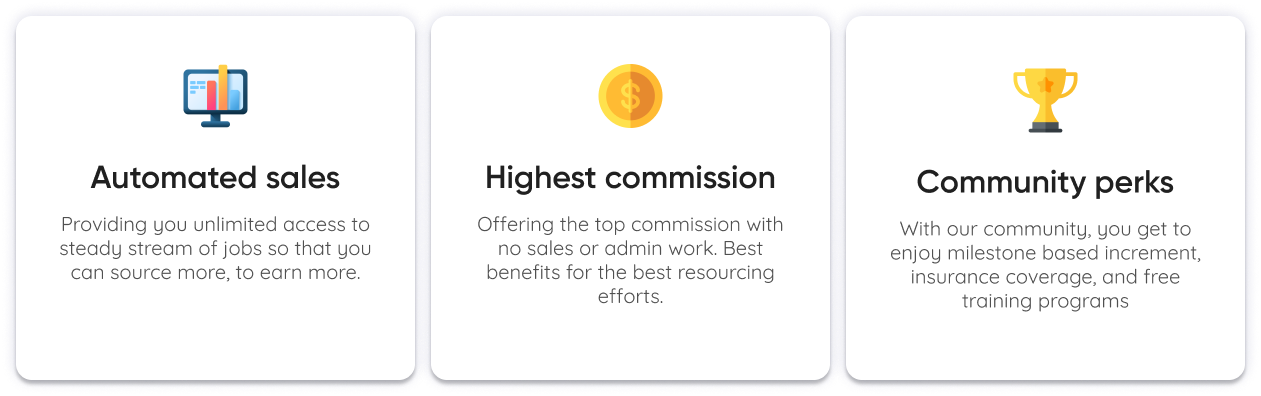 Automated sales
Providing you unlimited access to
steady stream of jobs so that you
can source more, to earn more.
Highest commission
Offering the top commission with
no sales or admin work. Best
benefits for the best resourcing
efforts.
Community perks
With our community, you get to
enjoy milestone based increment,
insurance coverage, and free
training programs